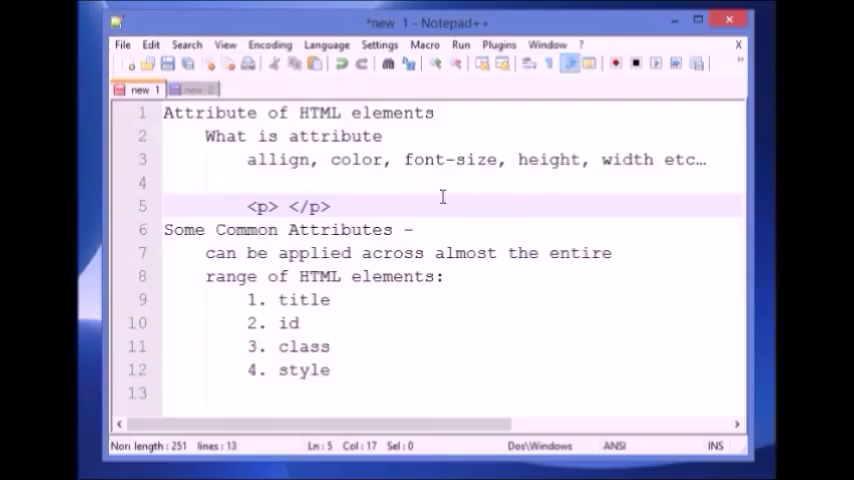 *new 1 - Notepad++
File Edit Search View Encoding Language Settings Macro Run Plugins Window ? X
new 1 new 2
1 Attribute of HTML elements
2 What is attribute
3 allign, color, font-size, height, width etc…
4
5 <p> </p>
6 Some Common Attributes -
7 can be applied across almost the entire
8 range of HTML elements:
9 1. title
10 2. id
11 3. class
12 4. style
13
Nori length : 251 lines : 13 Ln : 5 Col : 17 Sel : 0 Dos\Windows ANSI INS